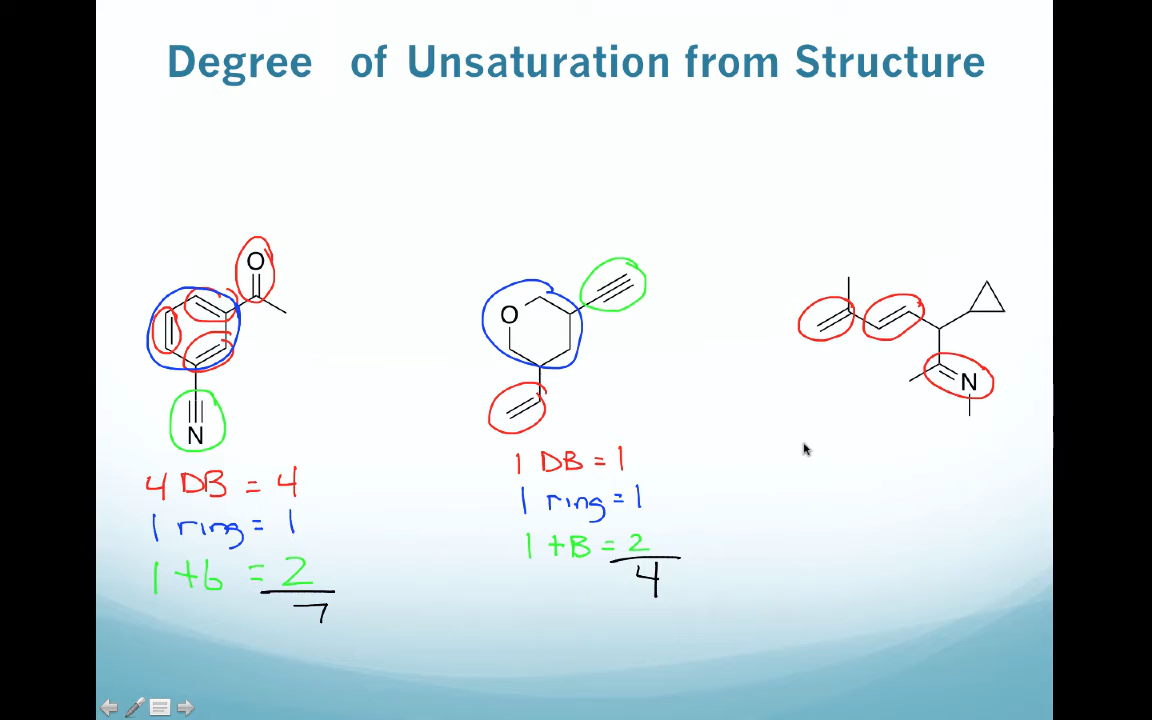 Degree of Unsaturation from Structure
O
N
4 DB = 4
1 ring = 1
1 +b = 2
7
O
1 DB = 1
1 ring = 1
1 +B = 2
4
N